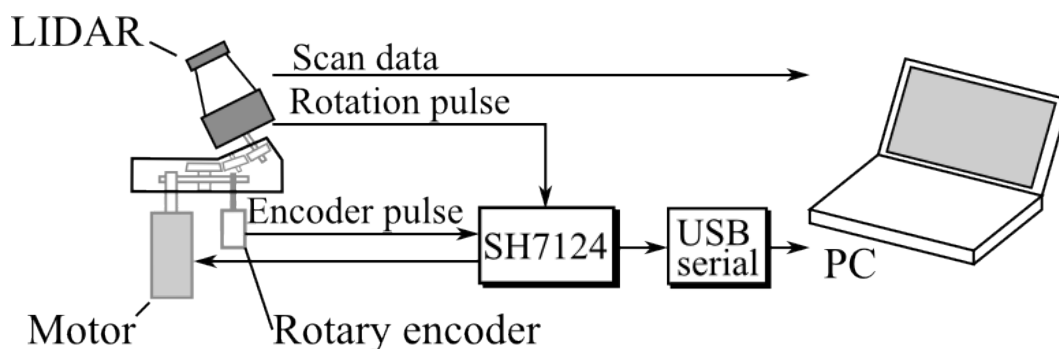 LIDAR
Scan data
Rotation pulse
Encoder pulse
SH7124
USB
serial
PC
Motor
Rotary encoder